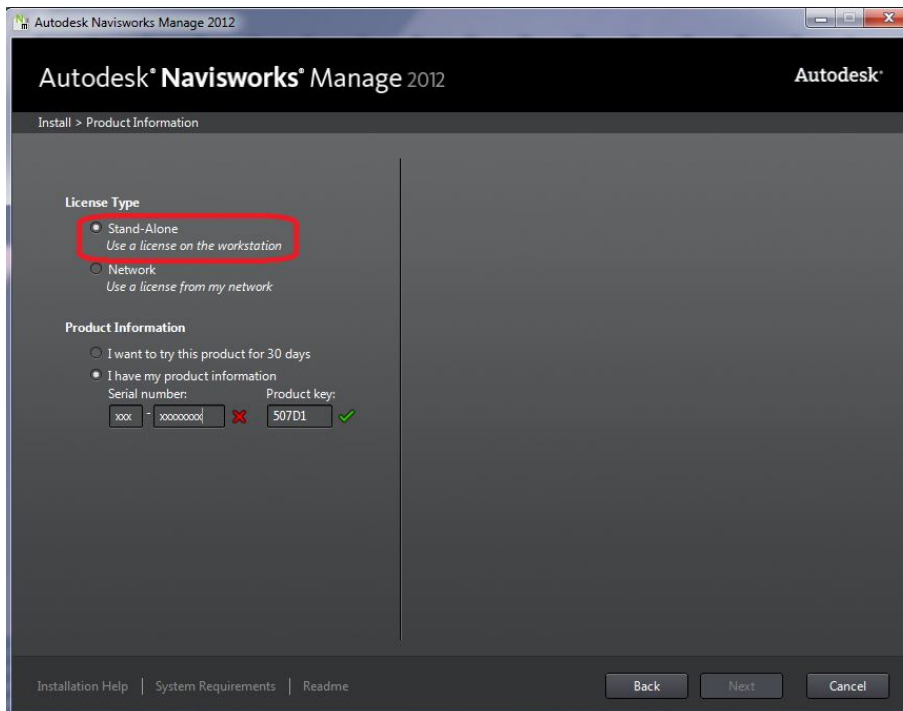 Autodesk Navisworks Manage 2012
Autodesk® Navisworks® Manage 2012
Autodesk®
Install > Product Information
License Type
Stand-Alone
Use a license on the workstation
Network
Use a license from my network
Product Information
I want to try this product for 30 days
I have my product information
Serial number: Product key:
xxx - xxxxxxxx 507D1
Installation Help | System Requirements | Readme
Back Next Cancel